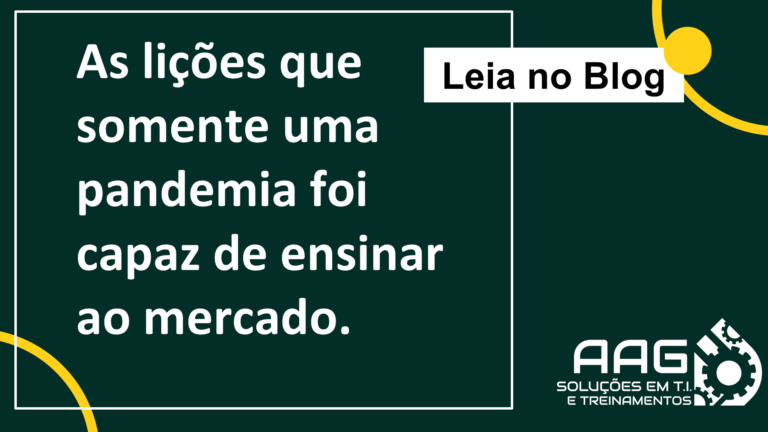 As lições que
somente uma
pandemia foi
capaz de ensinar
ao mercado.
Leia no Blog
AAG
SOLUÇÕES EM T.I.
E TREINAMENTOS